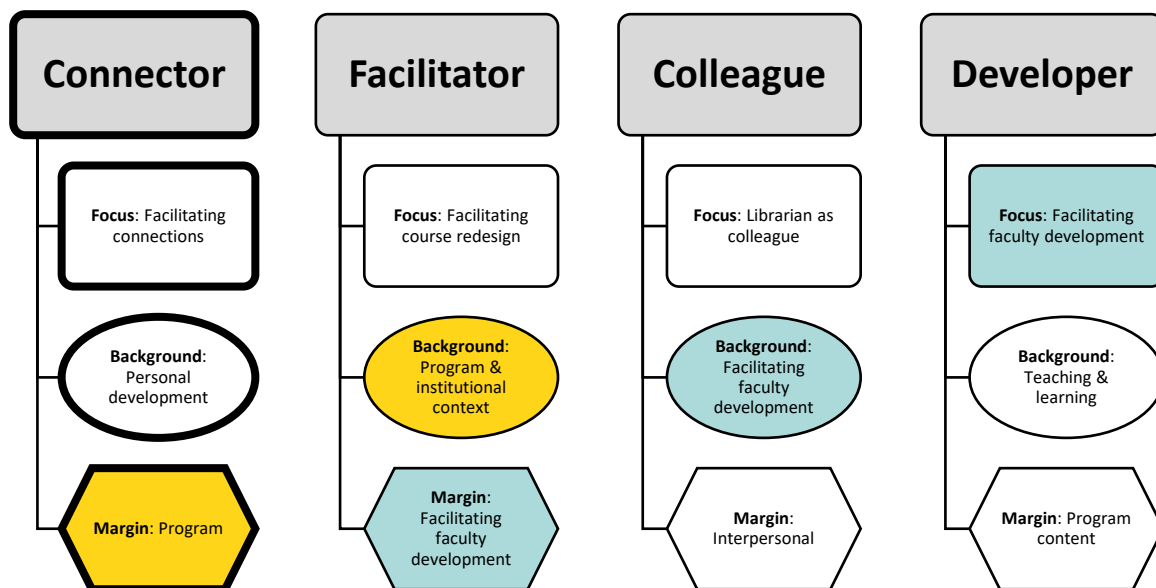 Connector
Focus: Facilitating
connections
Background:
Personal
development
Margin: Program
Facilitator
Focus: Facilitating
course redesign
Background:
Program &
institutional
context
Margin:
Facilitating
faculty
development
Colleague
Focus: Librarian as
colleague
Background:
Facilitating
faculty
development
Margin:
Interpersonal
Developer
Focus: Facilitating
faculty development
Background:
Teaching &
learning
Margin: Program
content